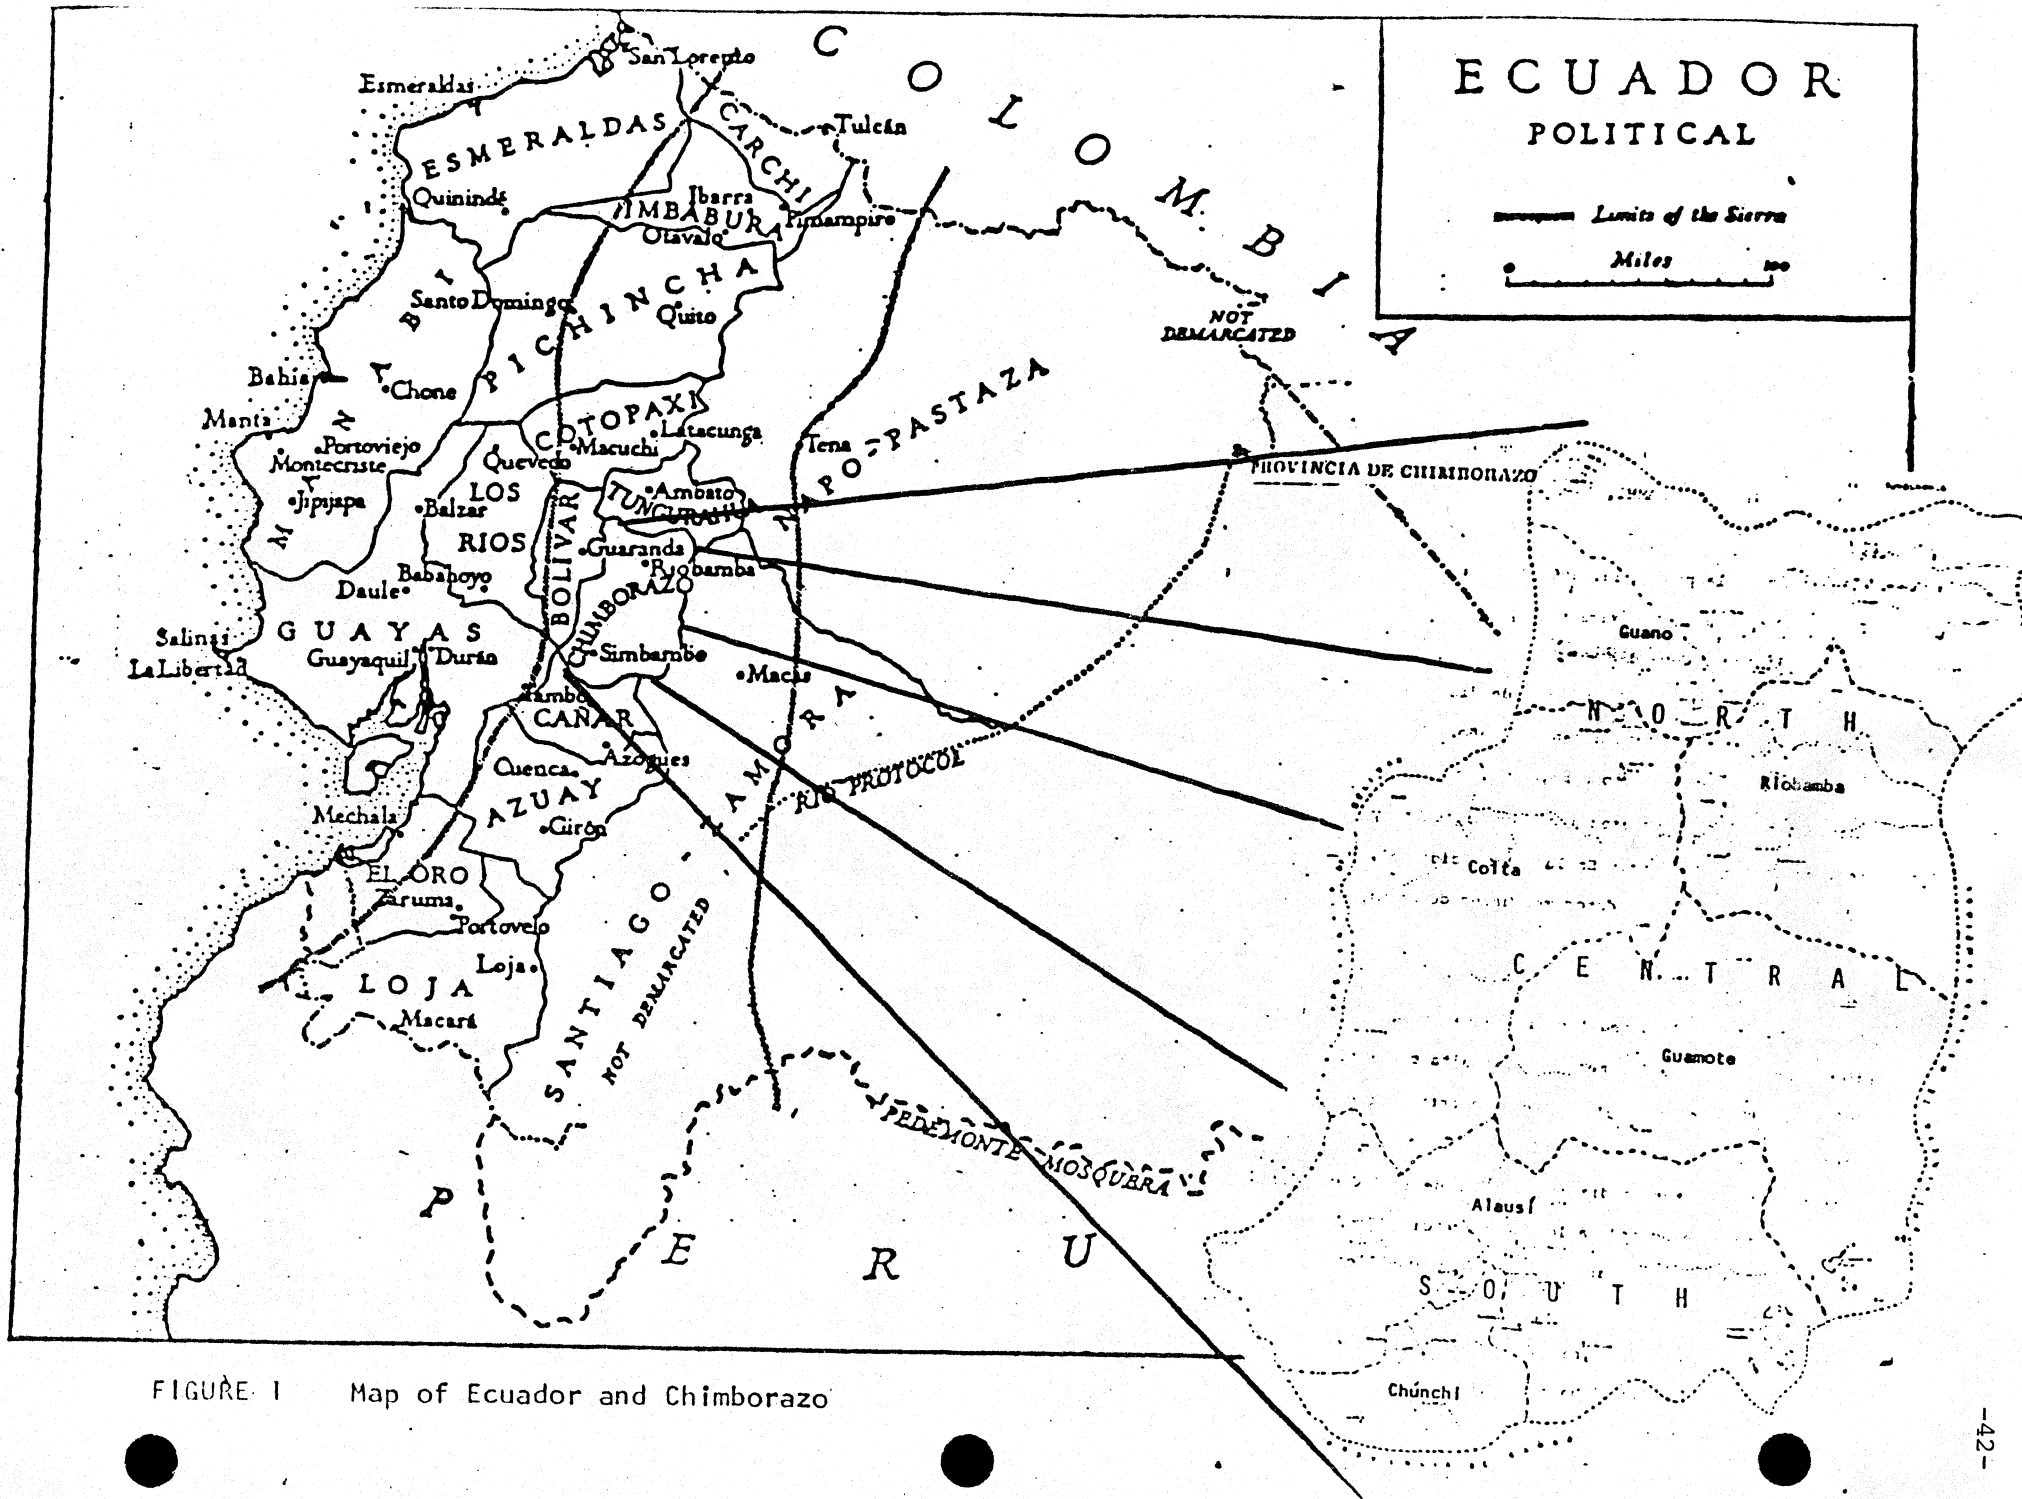 ECUADOR
POLITICAL
Limits of the Sierra
Miles
0 100
COLOMBIA
San Lorenzo
Esmeraldas
ESMERALDAS
CARCHI
Tulcán
Quinindé
Ibarra
IMBABURA
Pimampiro
Otavalo
PICHINCHA
Santo Domingo
Quito
NOT
DEMARCATED
MANABI
Bahia
Chone
Manta
Portoviejo
Montecriste
Jipijapa
COTOPAXI
Latacunga
Macuchi
Quevedo
Tena
NAPO-PASTAZA
LOS
RIOS
Balzar
Ambato
TUNGURAHUA
BOLIVAR
Guaranda
Riobamba
CHIMBORAZO
Babahoyo
Daule
GUAYAS
Salinas
La Libertad
Guayaquil
Durán
Simbambe
Macas
Tambo
CAÑAR
Azogues
Cuenca
AZUAY
Girón
Mechala
EL ORO
Zaruma
Portovelo
LOJA
Loja
Macará
SANTIAGO-ZAMORA
NOT DEMARCATED
RIO PROTOCOL
PEDEMONTE MOSQUERA
PERU
PROVINCIA DE CHIMBORAZO
Guano
NORTH
Riobamba
Colta
CENTRAL
Guamote
Alausí
SOUTH
Chunchi
FIGURE 1 Map of Ecuador and Chimborazo
-42-